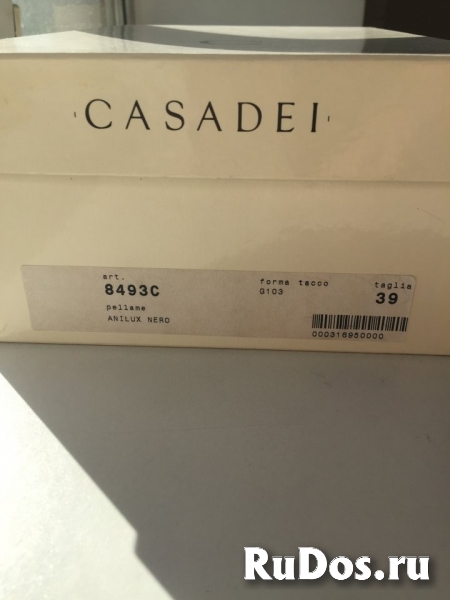 CASADEI
art. forma tacco taglia
8493C 0103 39
pellame
ANILUX NERO
000316950000
RuDos.ru